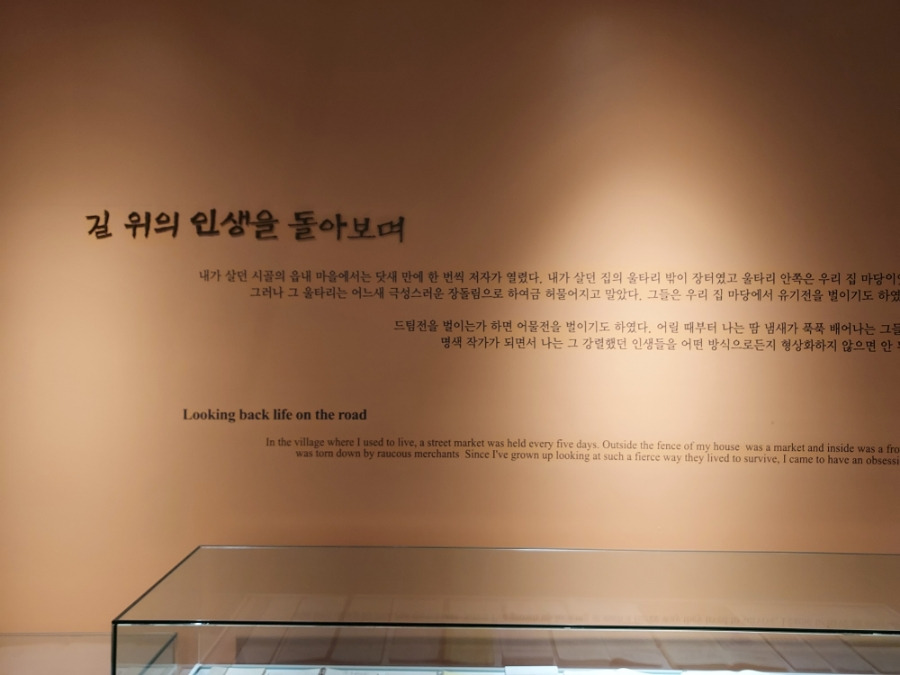 길 위의 인생을 돌아보며
내가 살던 시골의 읍내 마을에서는 닷새 만에 한 번씩 저자가 열렸다. 내가 살던 집의 울타리 밖이 장터였고 울타리 안쪽은 우리 집 마당이었
그러나 그 울타리는 어느새 극성스러운 장돌림으로 하여금 허물어지고 말았다. 그들은 우리 집 마당에서 유기전을 벌이기도 하였
드팀전을 벌이는가 하면 어물전을 벌이기도 하였다. 어릴 때부터 나는 땀 냄새가 푹푹 배어나는 그들
명색 작가가 되면서 나는 그 강렬했던 인생들을 어떤 방식으로든지 형상화하지 않으면 안
Looking back life on the road
In the village where I used to live, a street market was held every five days. Outside the fence of my house was a market and inside was a fro
was torn down by raucous merchants Since I've grown up looking at such a fierce way they lived to survive, I came to have an obsessi